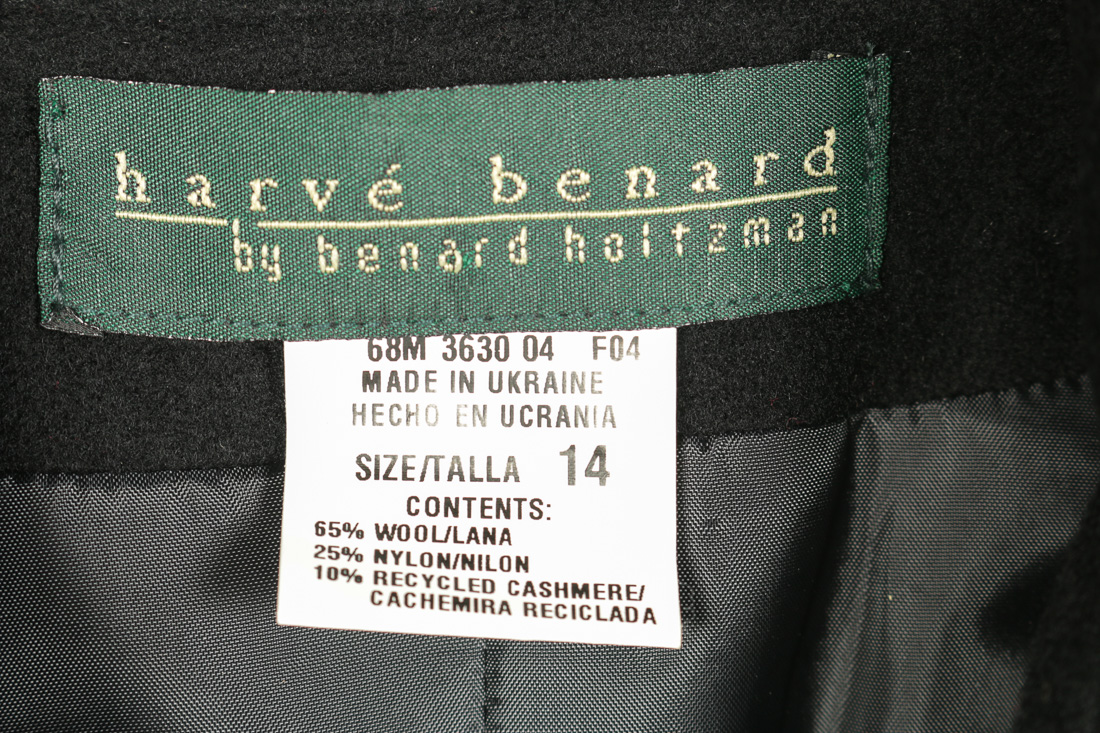 harvé benard
by benard holtzman
68M 3630 04 F04
MADE IN UKRAINE
HECHO EN UCRANIA
SIZE/TALLA 14
CONTENTS:
65% WOOL/LANA
25% NYLON/NILON
10% RECYCLED CASHMERE/
CACHEMIRA RECICLADA